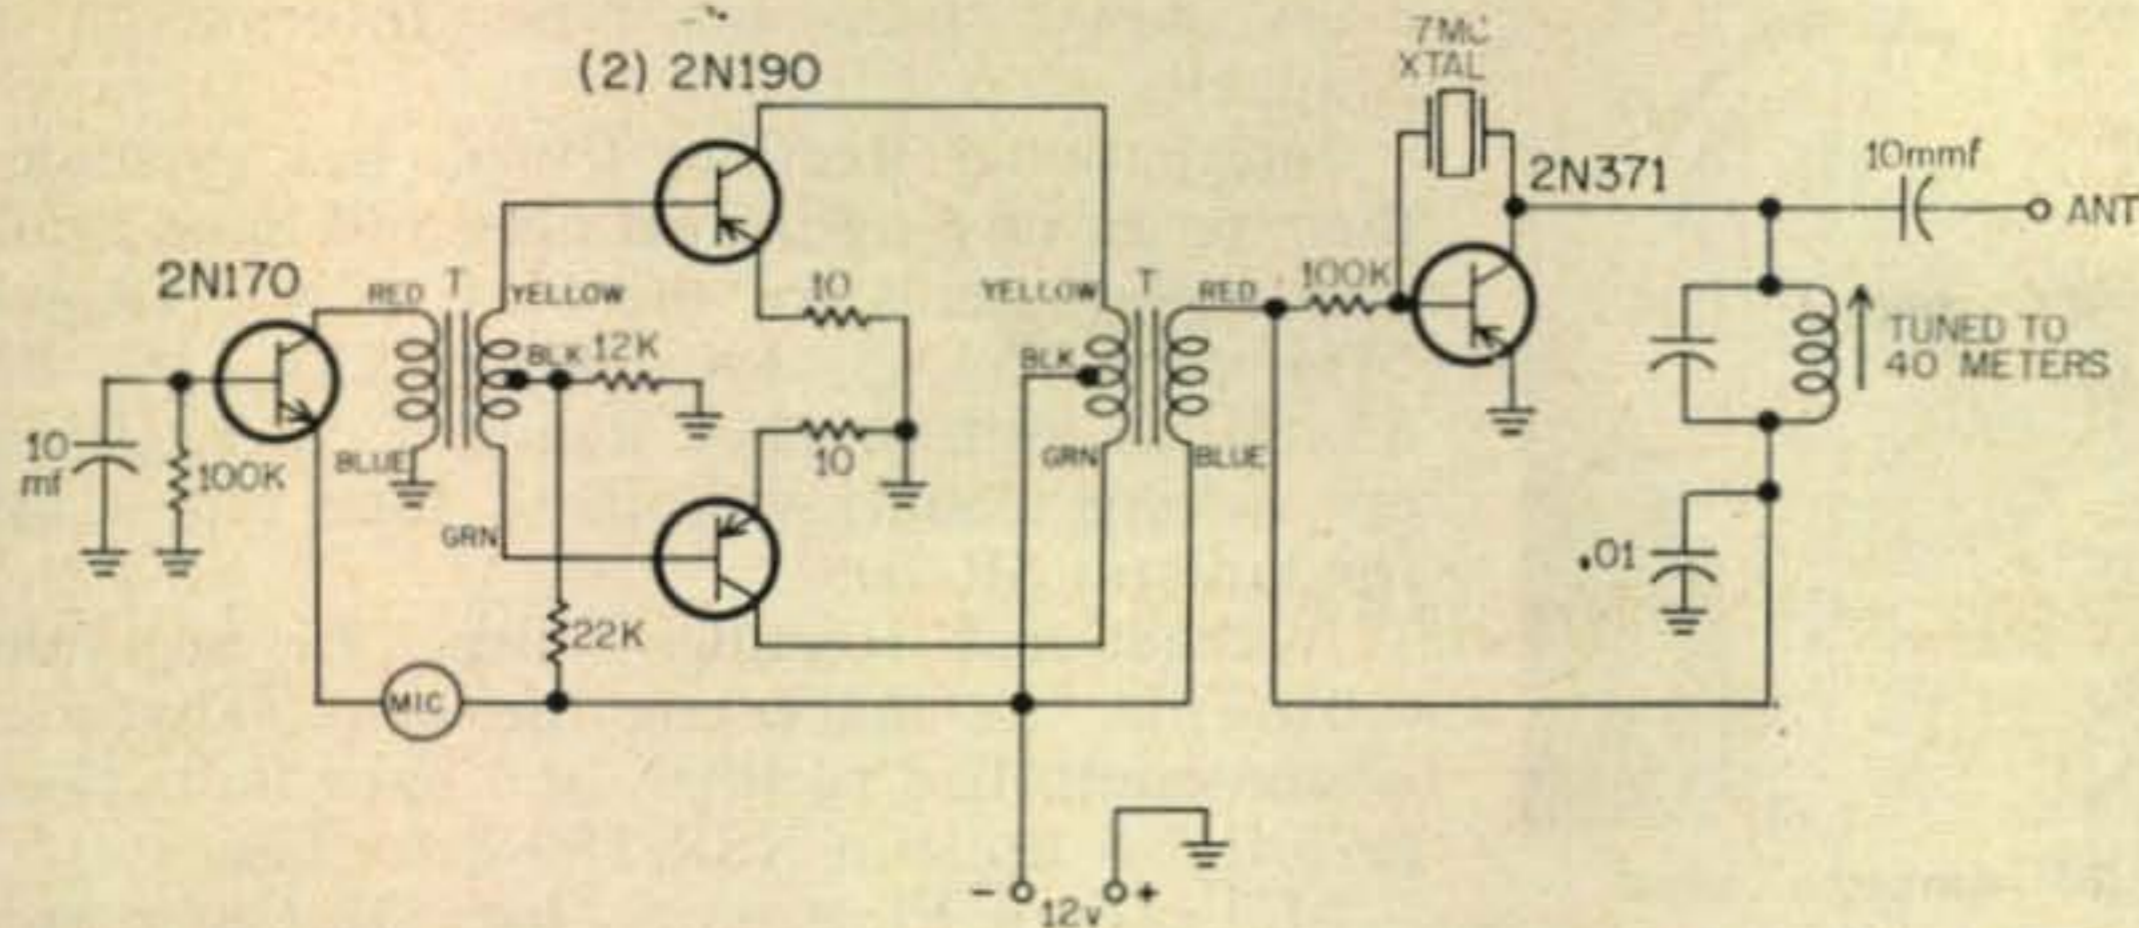 (2) 2N190
7MC
XTAL
2N371
10mmf
ANT
2N170
RED
T
YELLOW
10
YELLOW
T
RED
100K
BLK
12K
BLK
TUNED TO
40 METERS
10
mf
100K
BLUE
10
GRN
BLUE
GRN
.01
22K
MIC
-
12v
+